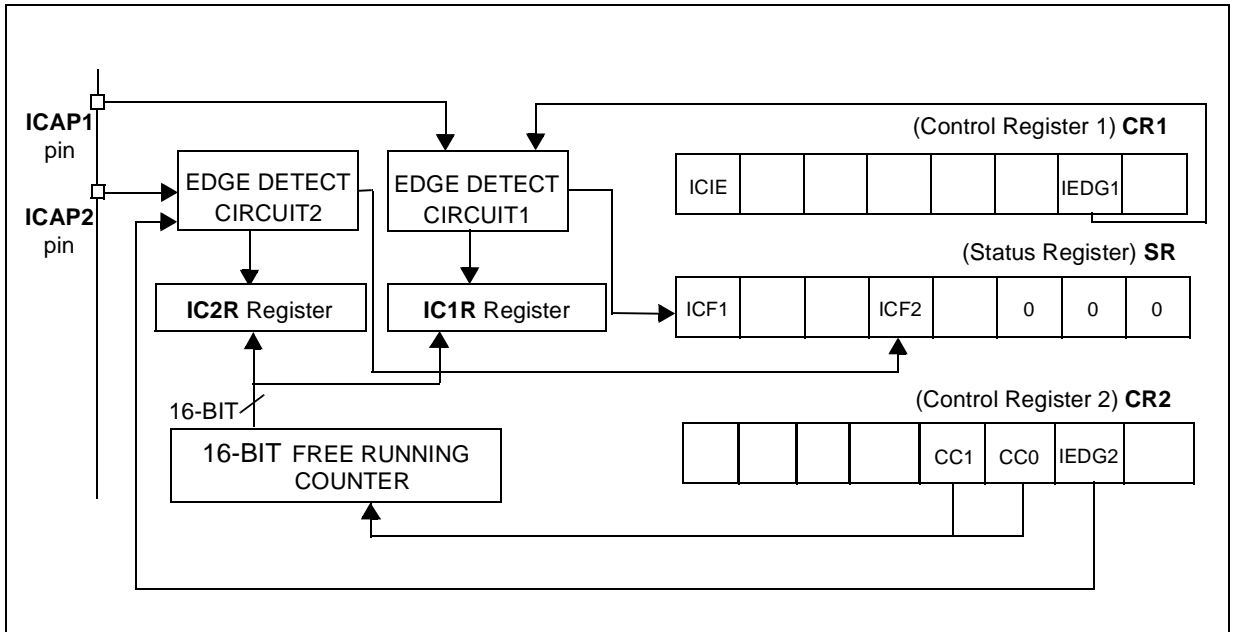 ICAP1
pin
ICAP2
pin
EDGE DETECT
CIRCUIT2
EDGE DETECT
CIRCUIT1
IC2R Register
IC1R Register
16-BIT
16-BIT FREE RUNNING
COUNTER
(Control Register 1) CR1
ICIE IEDG1
(Status Register) SR
ICF1 ICF2 0 0 0
(Control Register 2) CR2
CC1 CC0 IEDG2